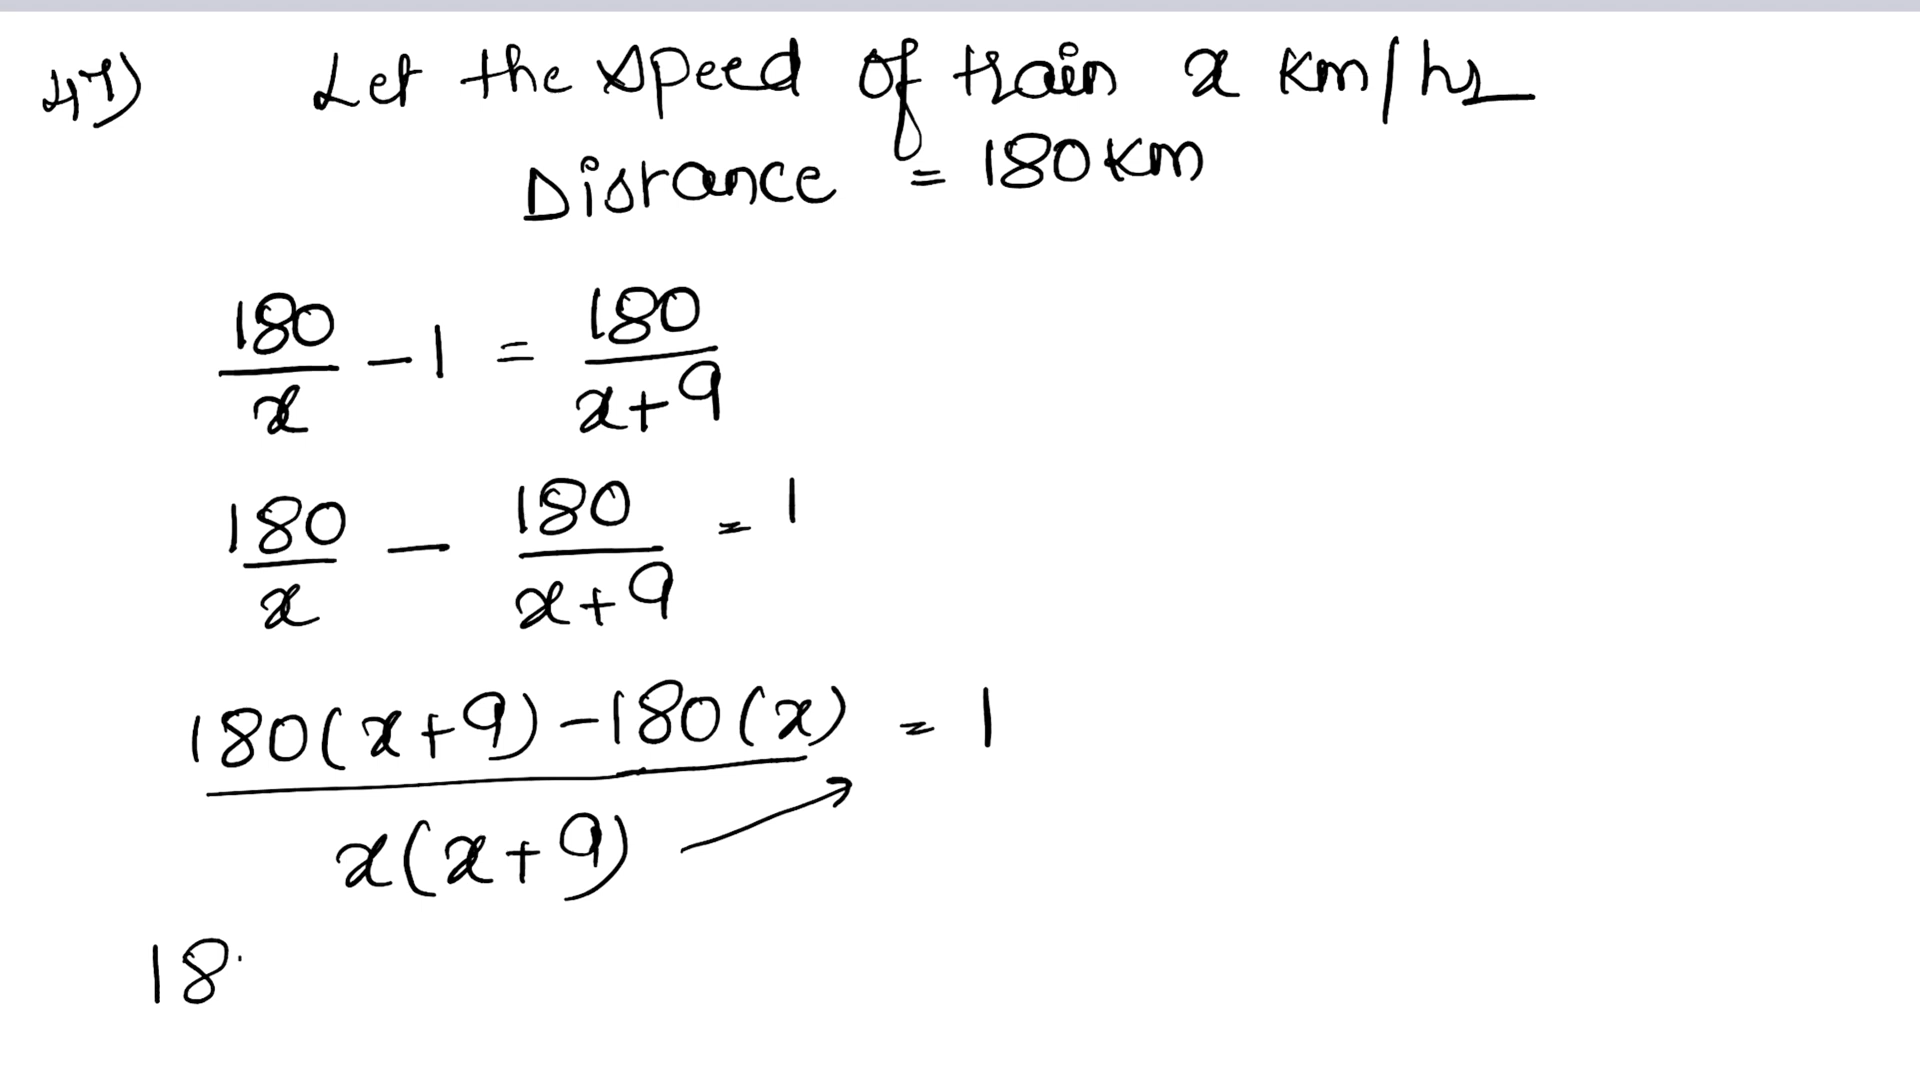 47) Let the speed of train x km/hr
Distance = 180 km
180/x - 1 = 180/x+9
180/x - 180/x+9 = 1
180(x+9) - 180(x) / x(x+9) = 1
18